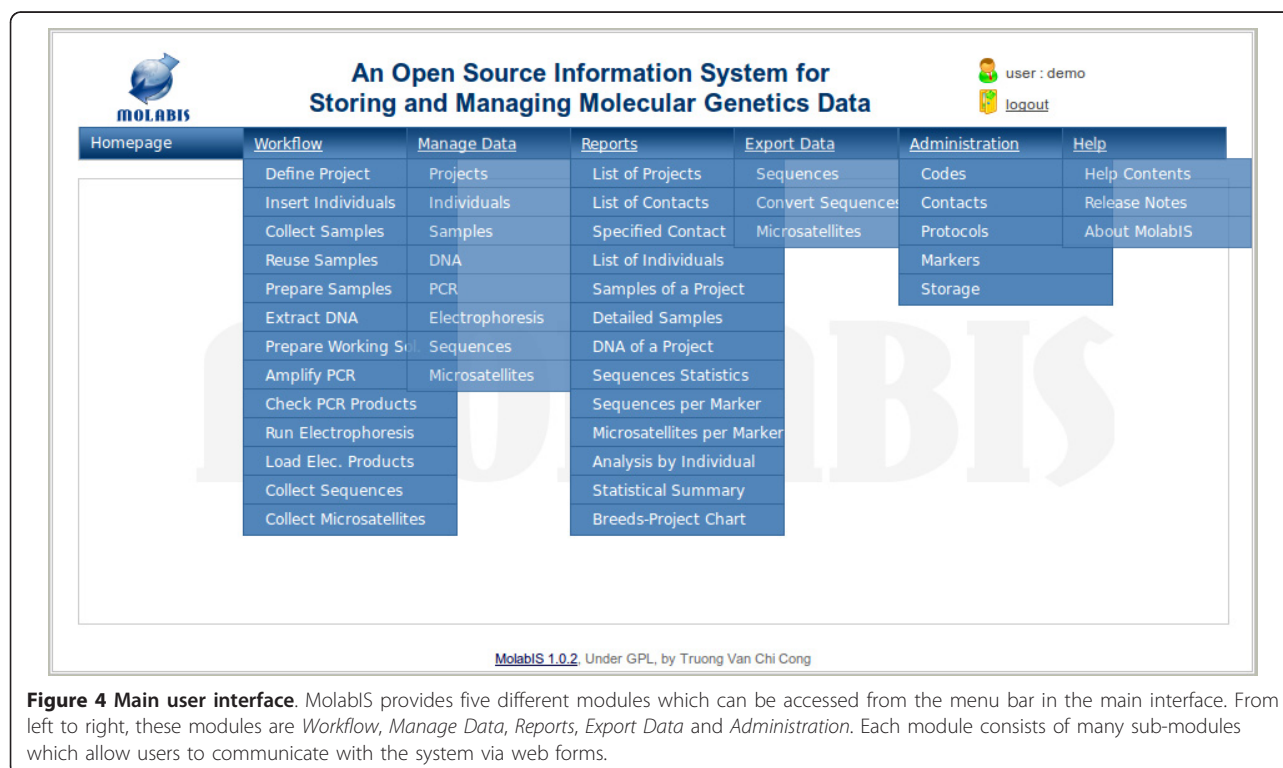 MOLABIS
An Open Source Information System for
Storing and Managing Molecular Genetics Data
user : demo
logout
Homepage
Workflow
Manage Data
Reports
Export Data
Administration
Help
Define Project
Insert Individuals
Collect Samples
Reuse Samples
Prepare Samples
Extract DNA
Prepare Working Sol.
Amplify PCR
Check PCR Products
Run Electrophoresis
Load Elec. Products
Collect Sequences
Collect Microsatellites
Projects
Individuals
Samples
DNA
PCR
Electrophoresis
Sequences
Microsatellites
List of Projects
List of Contacts
Specified Contact
List of Individuals
Samples of a Project
Detailed Samples
DNA of a Project
Sequences Statistics
Sequences per Marker
Microsatellites per Marker
Analysis by Individual
Statistical Summary
Breeds-Project Chart
Sequences
Convert Sequences
Microsatellites
Codes
Contacts
Protocols
Markers
Storage
Help Contents
Release Notes
About MolabIS
MOLABIS
MolabIS 1.0.2, Under GPL, by Truong Van Chi Cong
Figure 4 Main user interface. MolabIS provides five different modules which can be accessed from the menu bar in the main interface. From
left to right, these modules are Workflow, Manage Data, Reports, Export Data and Administration. Each module consists of many sub-modules
which allow users to communicate with the system via web forms.